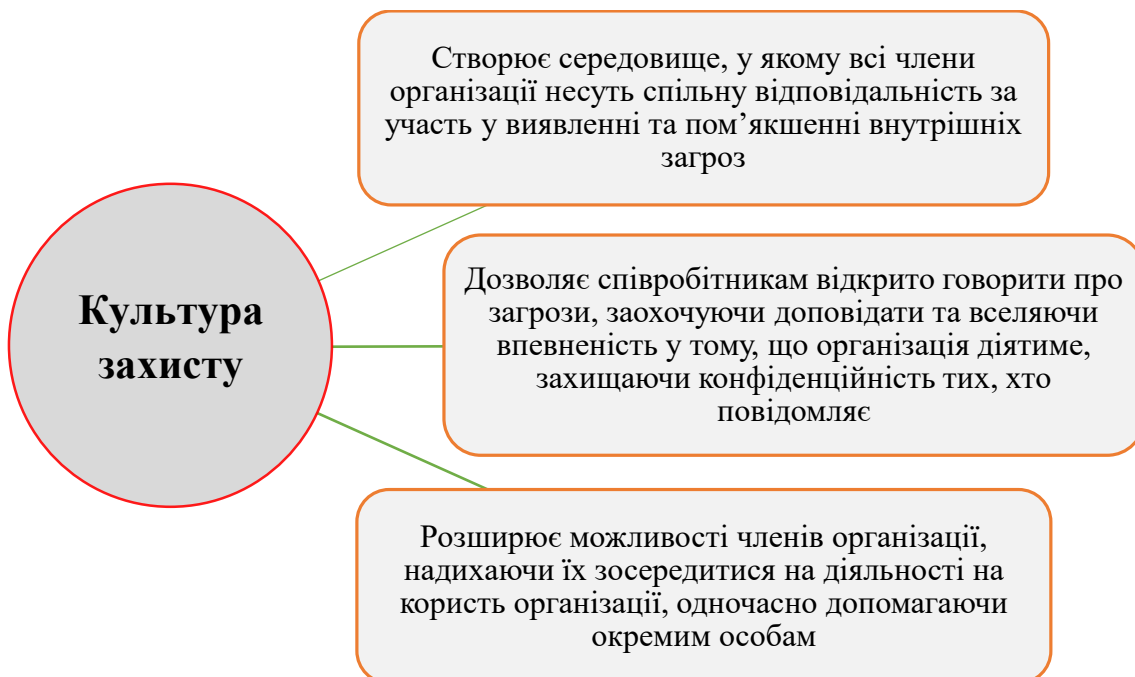 Створює середовище, у якому всі члени
організації несуть спільну відповідальність за
участь у виявленні та пом’якшенні внутрішніх
загроз
Культура
захисту
Дозволяє співробітникам відкрито говорити про
загрози, заохочуючи доповідати та вселяючи
впевненість у тому, що організація діятиме,
захищаючи конфіденційність тих, хто
повідомляє
Розширює можливості членів організації,
надихаючи їх зосередитися на діяльності на
користь організації, одночасно допомагаючи
окремим особам